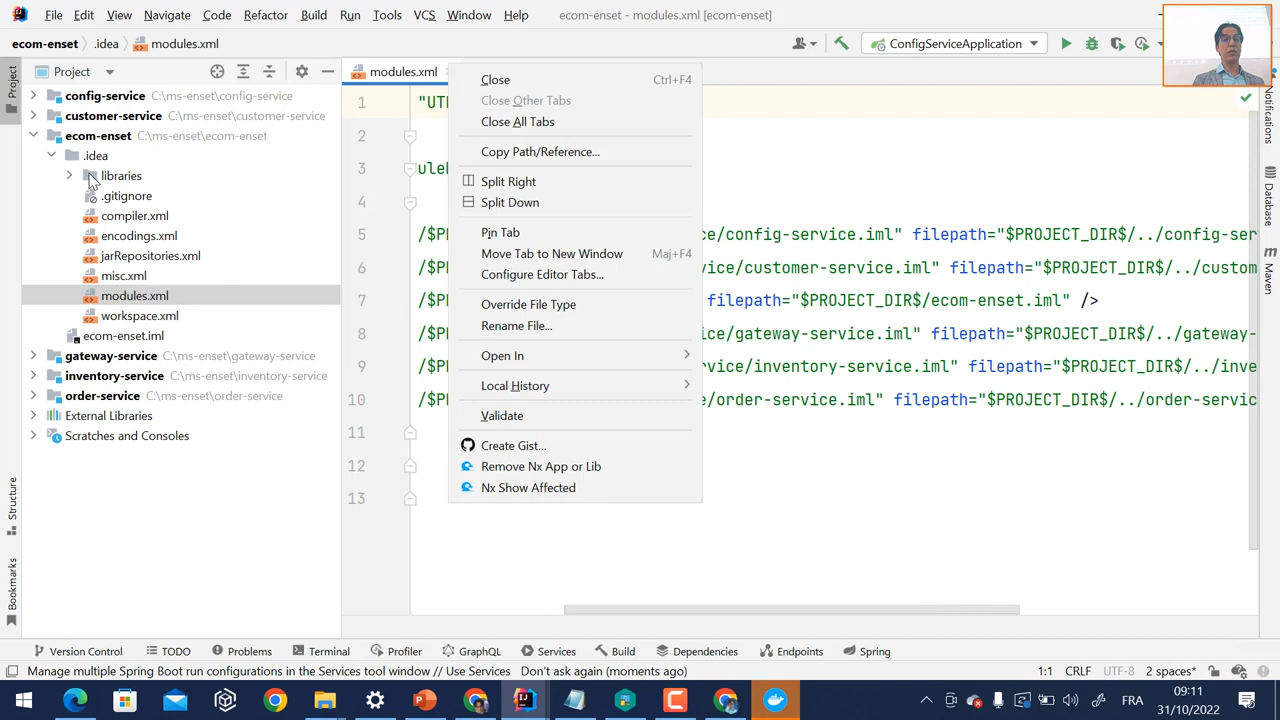 File Edit View Navigate Code Refactor Build Run Tools VCS Window Help ecom-enset - modules.xml [ecom-enset]
ecom-enset .idea modules.xml ConfigServiceApplication
Project
Project modules.xml
config-service C:\ms-enset\config-service
customer-service C:\ms-enset\customer-service
ecom-enset C:\ms-enset\ecom-enset
.idea
libraries
.gitignore
compiler.xml
encodings.xml
jarRepositories.xml
misc.xml
modules.xml
workspace.xml
ecom-enset.iml
gateway-service C:\ms-enset\gateway-service
inventory-service C:\ms-enset\inventory-service
order-service C:\ms-enset\order-service
External Libraries
Scratches and Consoles
Structure
Bookmarks
1 "UT
2
3
4
5 /$P ce/config-service.iml" filepath="$PROJECT_DIR$/../config-ser
6 /$P vice/customer-service.iml" filepath="$PROJECT_DIR$/../custom
7 /$P filepath="$PROJECT_DIR$/ecom-enset.iml" />
8 /$P service/gateway-service.iml" filepath="$PROJECT_DIR$/../gateway-
9 /$P service/inventory-service.iml" filepath="$PROJECT_DIR$/../inve
10 /$P e/order-service.iml" filepath="$PROJECT_DIR$/../order-servic
11
12
13
Close Ctrl+F4
Close Other Tabs
Close All Tabs
Copy Path/Reference...
Split Right
Split Down
Pin Tab
Move Tab to New Window Maj+F4
Configure Editor Tabs...
Override File Type
Rename File...
Open In
Local History
Validate
Create Gist...
Remove Nx App or Lib
Nx Show Affected
Notifications
Database
Maven
Version Control TODO Problems Terminal Profiler GraphQL Services Build Dependencies Endpoints Spring
Manage multiple Spring Boot run configurations in the Services tool window // Use Services Don't ask again (moments ago) 1:1 CRLF UTF-8 2 spaces*
FRA 09:11
31/10/2022